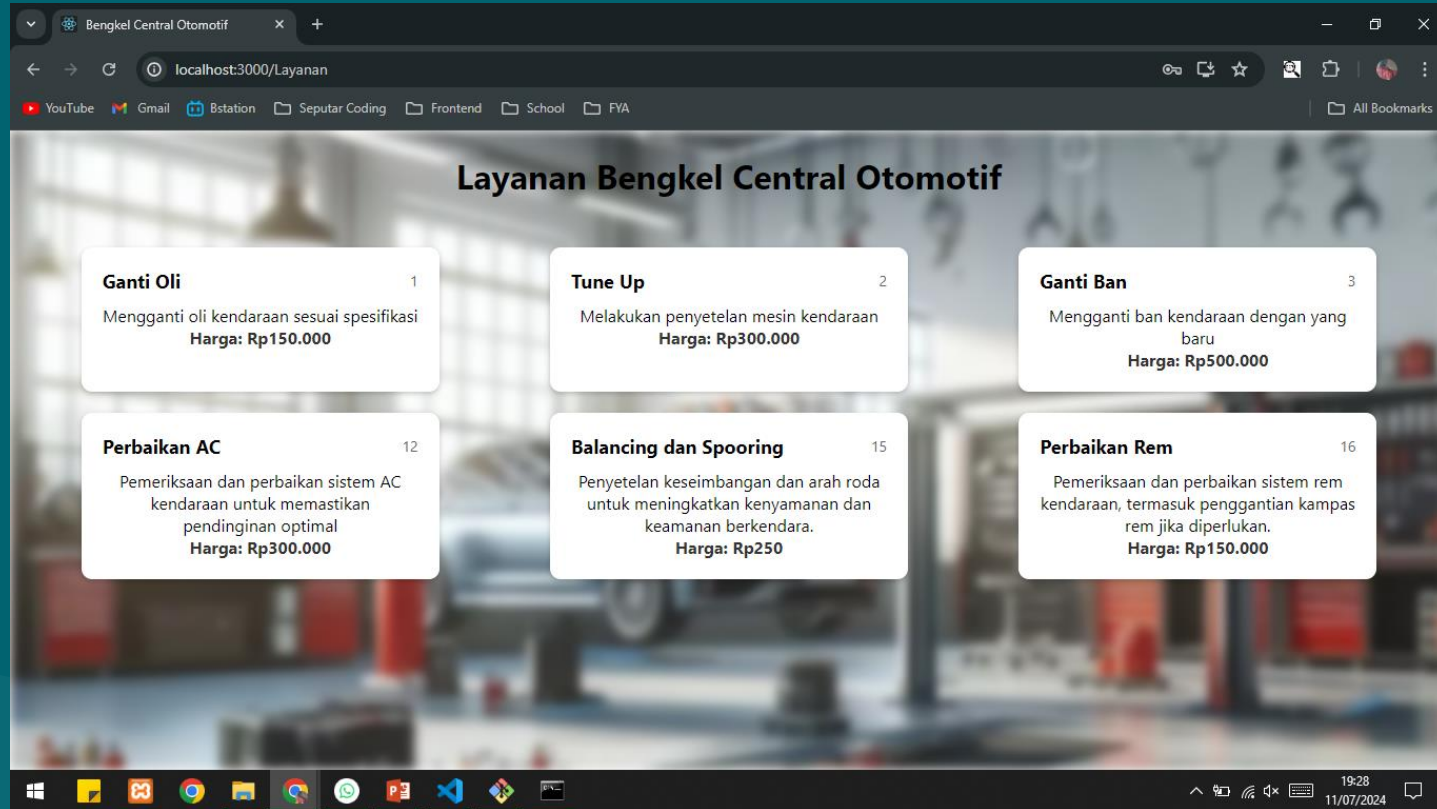 Bengkel Central Otomotif
localhost:3000/Layanan
YouTube Gmail Bstation Seputar Coding Frontend School FYA All Bookmarks
Layanan Bengkel Central Otomotif
Ganti Oli 1
Mengganti oli kendaraan sesuai spesifikasi
Harga: Rp150.000
Tune Up 2
Melakukan penyetelan mesin kendaraan
Harga: Rp300.000
Ganti Ban 3
Mengganti ban kendaraan dengan yang
baru
Harga: Rp500.000
Perbaikan AC 12
Pemeriksaan dan perbaikan sistem AC
kendaraan untuk memastikan
pendinginan optimal
Harga: Rp300.000
Balancing dan Spooring 15
Penyetelan keseimbangan dan arah roda
untuk meningkatkan kenyamanan dan
keamanan berkendara.
Harga: Rp250
Perbaikan Rem 16
Pemeriksaan dan perbaikan sistem rem
kendaraan, termasuk penggantian kampas
rem jika diperlukan.
Harga: Rp150.000
19:28
11/07/2024